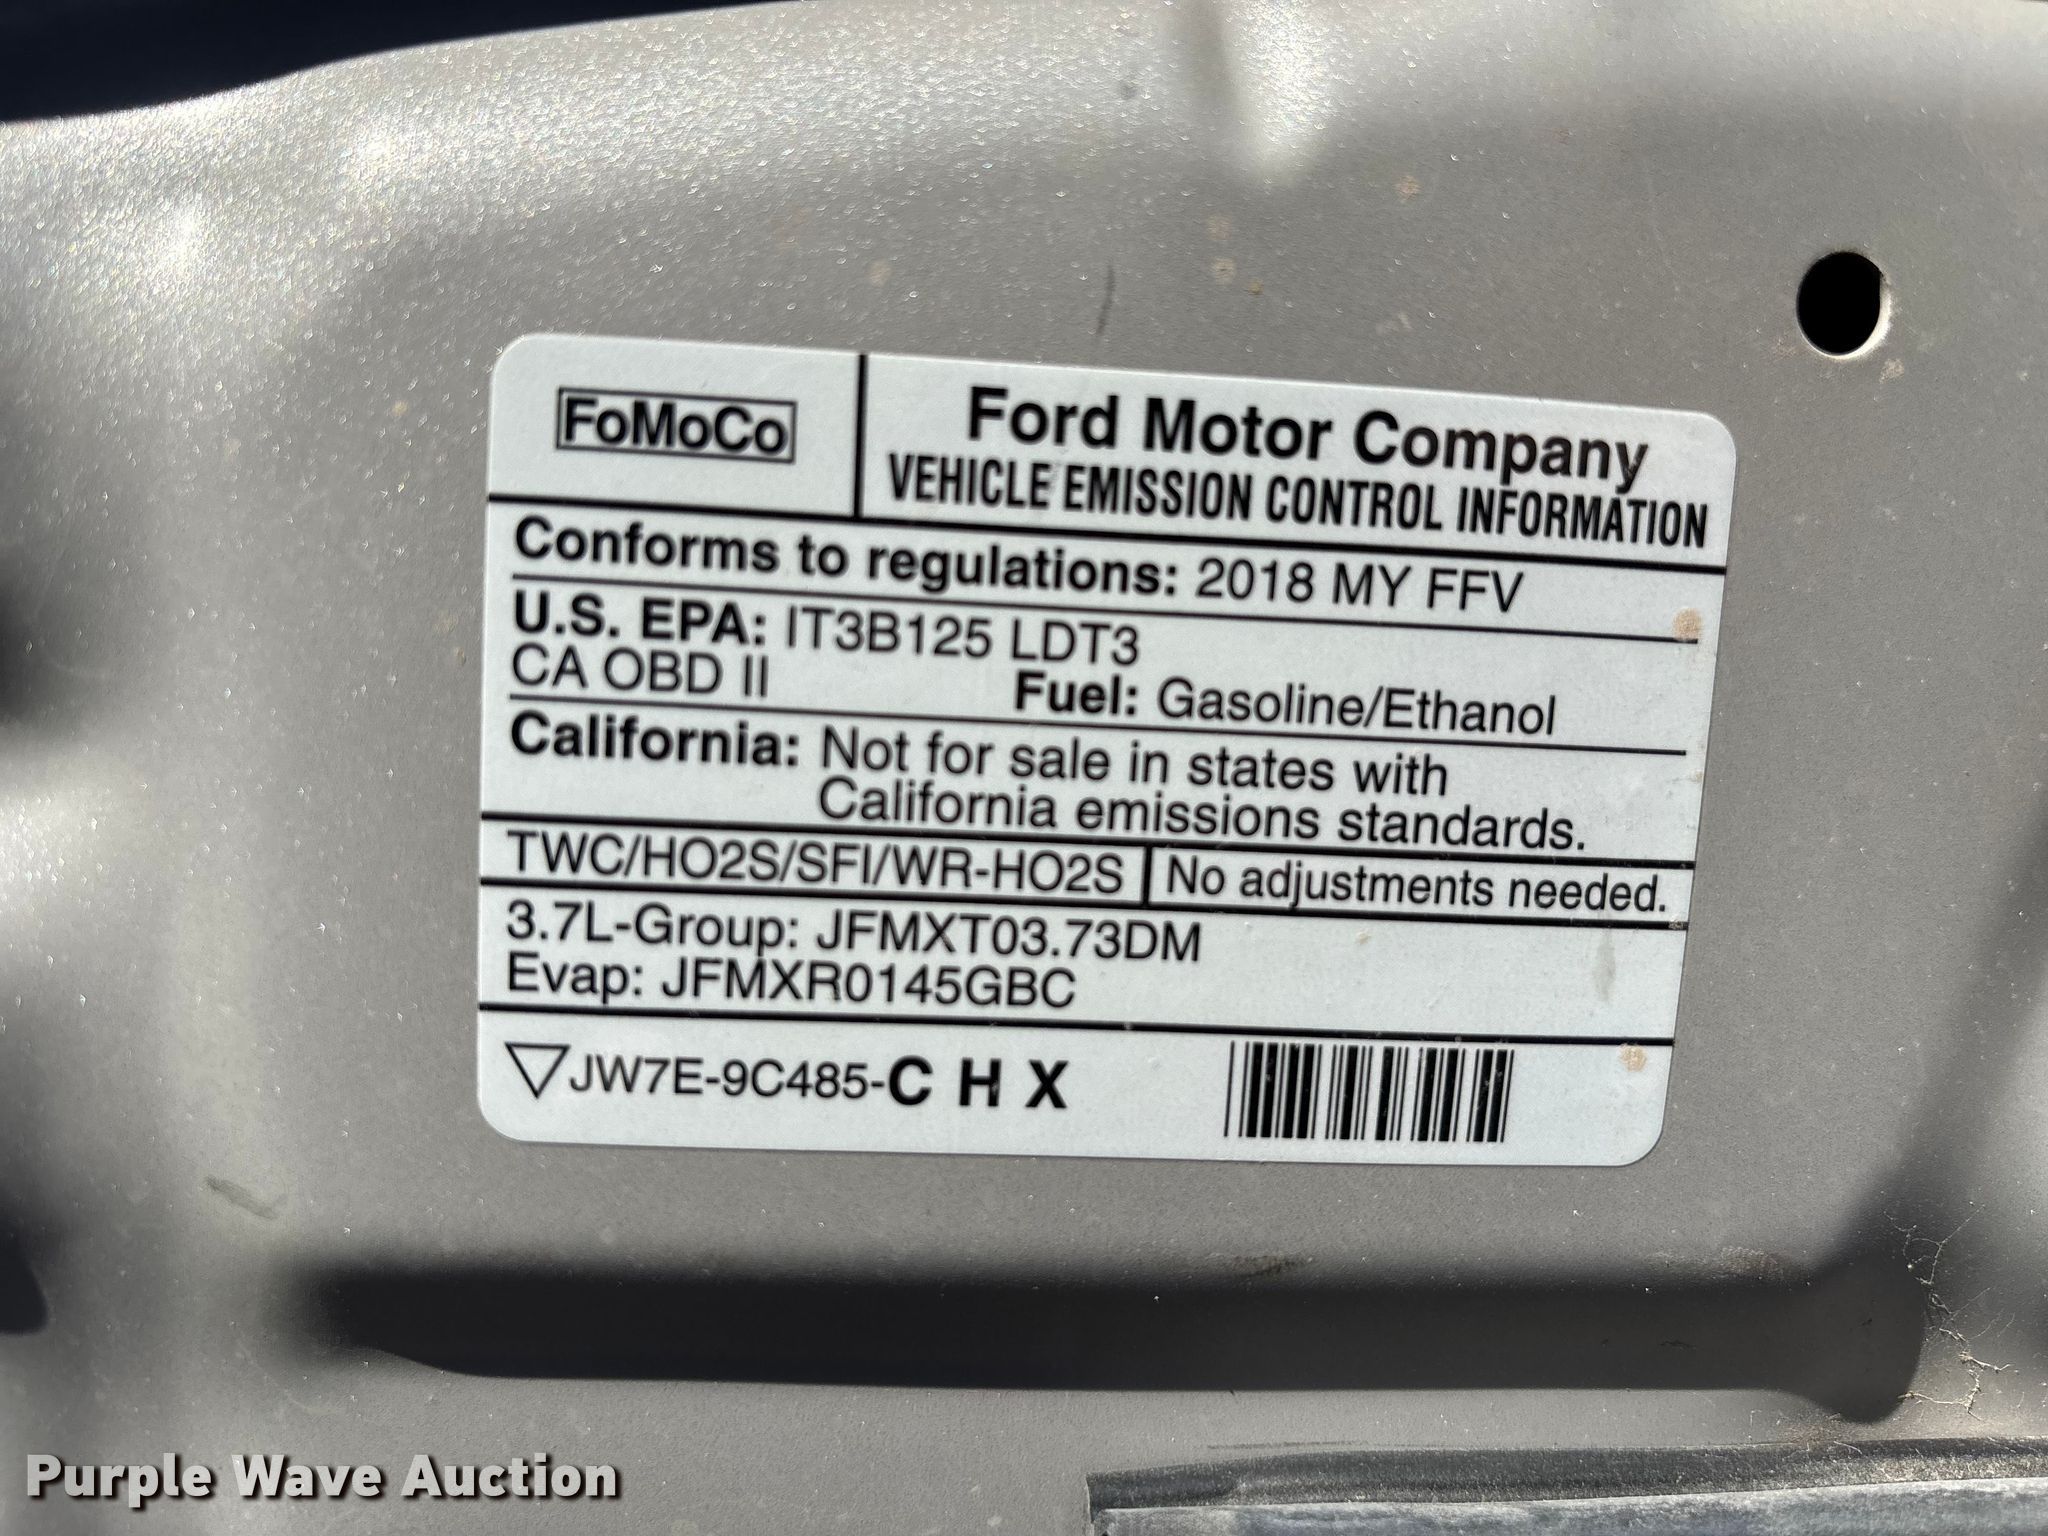 FoMoCo
Ford Motor Company
VEHICLE EMISSION CONTROL INFORMATION
Conforms to regulations: 2018 MY FFV
U.S. EPA: IT3B125 LDT3
CA OBD II Fuel: Gasoline/Ethanol
California: Not for sale in states with
California emissions standards.
TWC/HO2S/SFI/WR-HO2S No adjustments needed.
3.7L-Group: JFMXT03.73DM
Evap: JFMXR0145GBC
JW7E-9C485-C H X
Purple Wave Auction